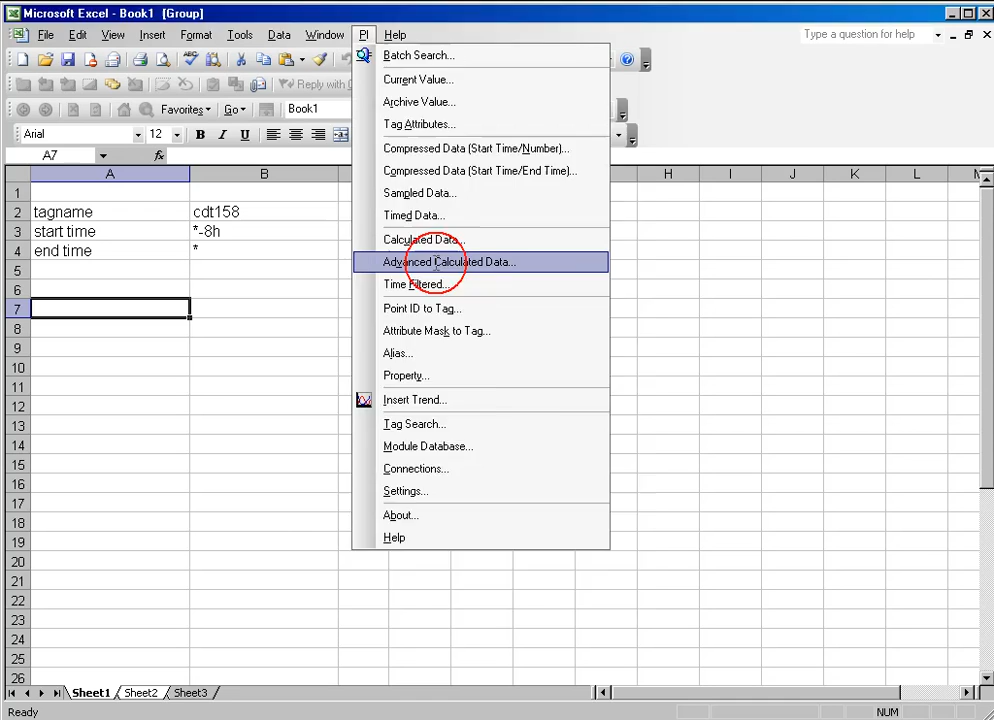 Microsoft Excel - Book1 [Group]
File Edit View Insert Format Tools Data Window PI Help
Type a question for help
Reply with
Favorites Go Book1
Arial 12 B I U
A7 fx
A B H I J K L
1
2 tagname cdt158
3 start time *-8h
4 end time *
5
6
7
8
9
10
11
12
13
14
15
16
17
18
19
20
21
22
23
24
25
26
Batch Search...
Current Value...
Archive Value...
Tag Attributes...
Compressed Data (Start Time/Number)...
Compressed Data (Start Time/End Time)...
Sampled Data...
Timed Data...
Calculated Data...
Advanced Calculated Data...
Time Filtered...
Point ID to Tag...
Attribute Mask to Tag...
Alias...
Property...
Insert Trend...
Tag Search...
Module Database...
Connections...
Settings...
About...
Help
Sheet1 Sheet2 Sheet3
Ready NUM